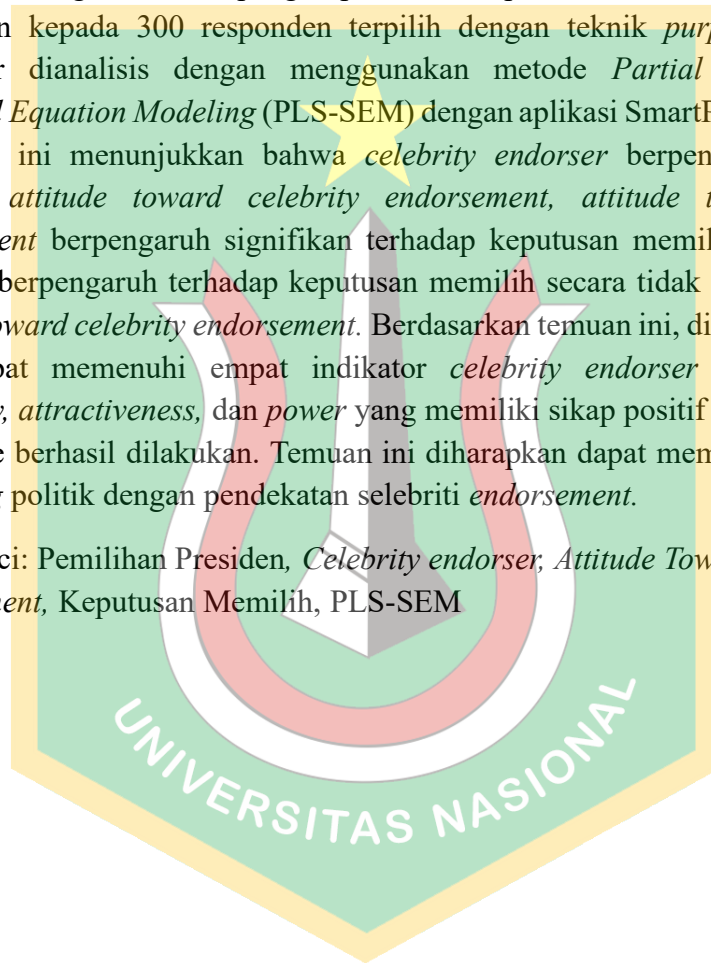 kepada 300 responden terpilih dengan teknik
dianalisis dengan menggunakan metode Partial
Equation Modeling (PLS-SEM) dengan aplikasi
ini menunjukkan bahwa celebrity endorser
attitude toward celebrity endorsement, attitude
berpengaruh signifikan terhadap keputusan
berpengaruh terhadap keputusan memilih secara tidak
celebrity endorsement. Berdasarkan temuan ini,
memenuhi empat indikator celebrity endorser
attractiveness, dan power yang memiliki sikap positif
berhasil dilakukan. Temuan ini diharapkan dapat
politik dengan pendekatan selebriti endorsement.
Pemilihan Presiden, Celebrity endorser, Attitude
Keputusan Memilih, PLS-SEM
UNIVERSITAS NASIONAL